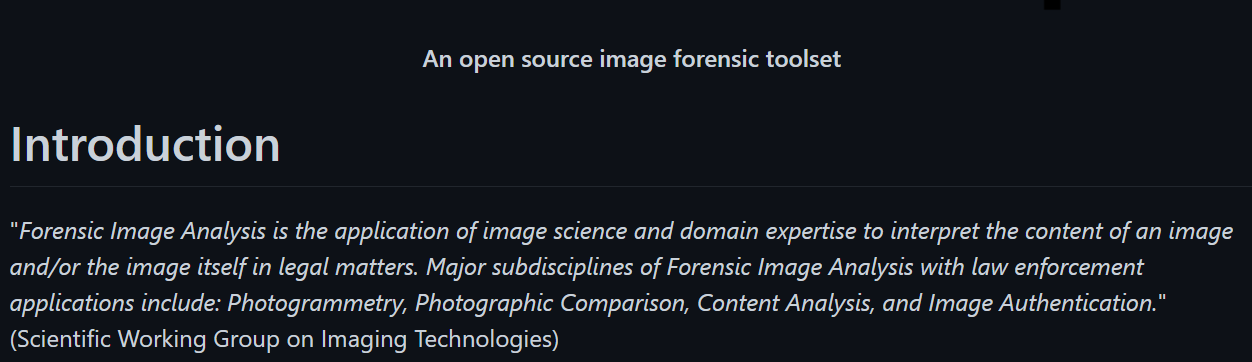 An open source image forensic toolset
Introduction
"Forensic Image Analysis is the application of image science and domain expertise to interpret the content of an image
and/or the image itself in legal matters. Major subdisciplines of Forensic Image Analysis with law enforcement
applications include: Photogrammetry, Photographic Comparison, Content Analysis, and Image Authentication."
(Scientific Working Group on Imaging Technologies)